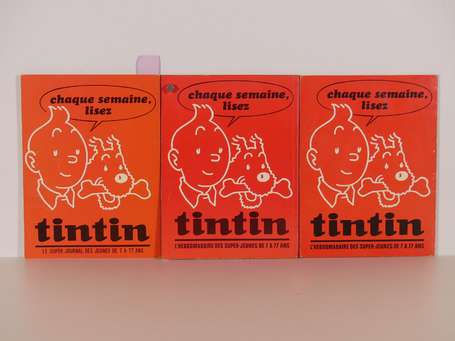 chaque semaine,
lisez
tintin
LE SUPER JOURNAL DES JEUNES DE 7 A 77 ANS
chaque semaine,
lisez
tintin
L'HEBDOMADAIRE DES SUPER-JEUNES DE 7 A 77 ANS
chaque semaine,
lisez
tintin
L'HEBDOMADAIRE DES SUPER-JEUNES DE 7 A 77 ANS